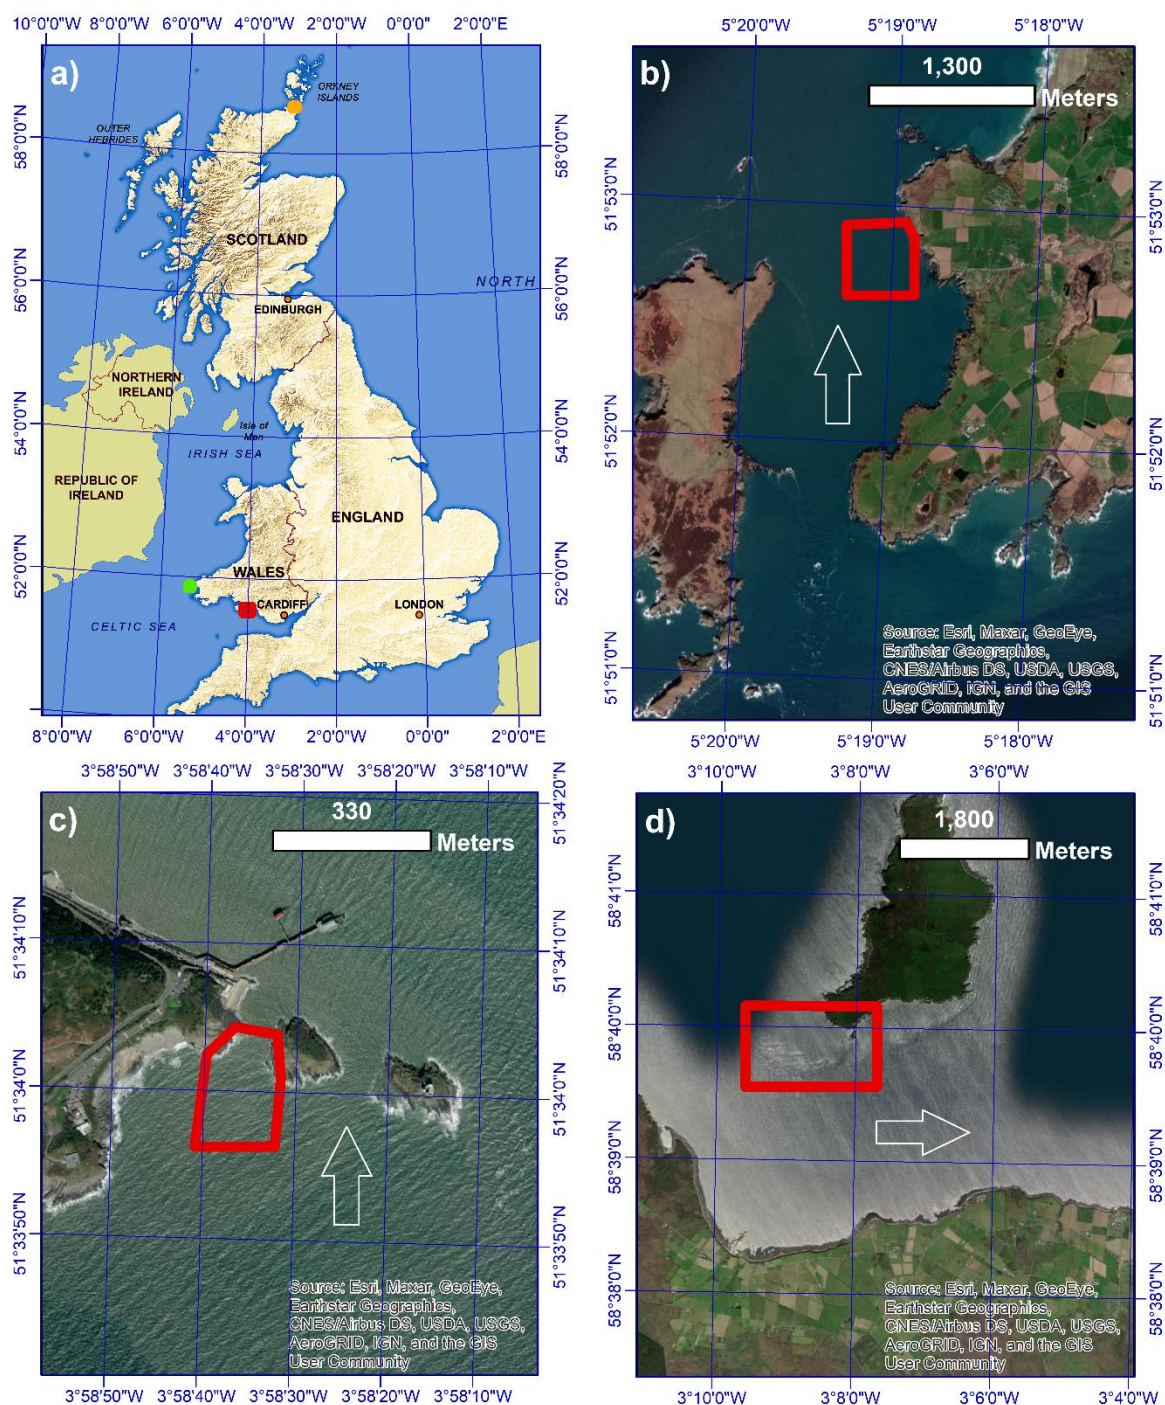 10°0'0"W 8°0'0"W 6°0'0"W 4°0'0"W 2°0'0"W 0°0'0"E 2°0'0"E
a)
ORKNEY
ISLANDS
OUTER
HEBRIDES
SCOTLAND
NORTH
EDINBURGH
NORTHERN
IRELAND
Isle of
Man
IRISH SEA
REPUBLIC OF
IRELAND
ENGLAND
WALES
CARDIFF
LONDON
CELTIC SEA
58°0'0"N
56°0'0"N
54°0'0"N
52°0'0"N
58°0'0"N
56°0'0"N
54°0'0"N
52°0'0"N
8°0'0"W 6°0'0"W 4°0'0"W 2°0'0"W 0°0'0"E 2°0'0"E
5°20'0"W 5°19'0"W 5°18'0"W
b)
1,300
Meters
51°53'0"N
51°52'0"N
51°51'0"N
51°53'0"N
51°52'0"N
51°51'0"N
Source: Esri, Maxar, GeoEye,
Earthstar Geographics,
CNES/Airbus DS, USDA, USGS,
AeroGRID, IGN, and the GIS
User Community
5°20'0"W 5°19'0"W 5°18'0"W
3°58'50"W 3°58'40"W 3°58'30"W 3°58'20"W 3°58'10"W
c)
330
Meters
51°34'10"N
51°34'0"N
51°33'50"N
51°34'20"N
51°34'10"N
51°34'0"N
51°33'50"N
Source: Esri, Maxar, GeoEye,
Earthstar Geographics,
CNES/Airbus DS, USDA, USGS,
AeroGRID, IGN, and the GIS
User Community
3°58'50"W 3°58'40"W 3°58'30"W 3°58'20"W 3°58'10"W
3°10'0"W 3°8'0"W 3°6'0"W
d)
1,800
Meters
58°41'0"N
58°40'0"N
58°39'0"N
58°38'0"N
58°41'0"N
58°40'0"N
58°39'0"N
58°38'0"N
Source: Esri, Maxar, GeoEye,
Earthstar Geographics,
CNES/Airbus DS, USDA, USGS,
AeroGRID, IGN, and the GIS
User Community
3°10'0"W 3°8'0"W 3°6'0"W 3°4'0"W